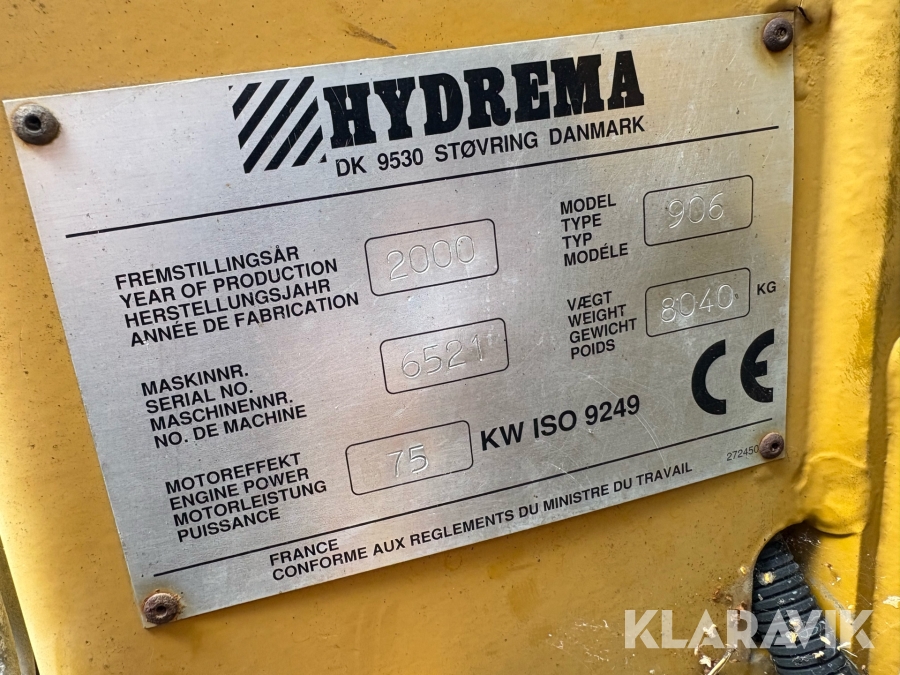 HYDREMA
DK 9530 STØVRING DANMARK
FREMSTILLINGSÅR
YEAR OF PRODUCTION
HERSTELLUNGSJAHR
ANNÉE DE FABRICATION
2000
MODEL
TYPE
TYP
MODÉLE
906
VÆGT
WEIGHT
GEWICHT
POIDS
8040
KG
MASKINNR.
SERIAL NO.
MASCHINENNR.
NO. DE MACHINE
6521
CE
MOTOREFFEKT
ENGINE POWER
MOTORLEISTUNG
PUISSANCE
75
KW ISO 9249
272450
FRANCE
CONFORME AUX REGLEMENTS DU MINISTRE DU TRAVAIL
KLARAVIK